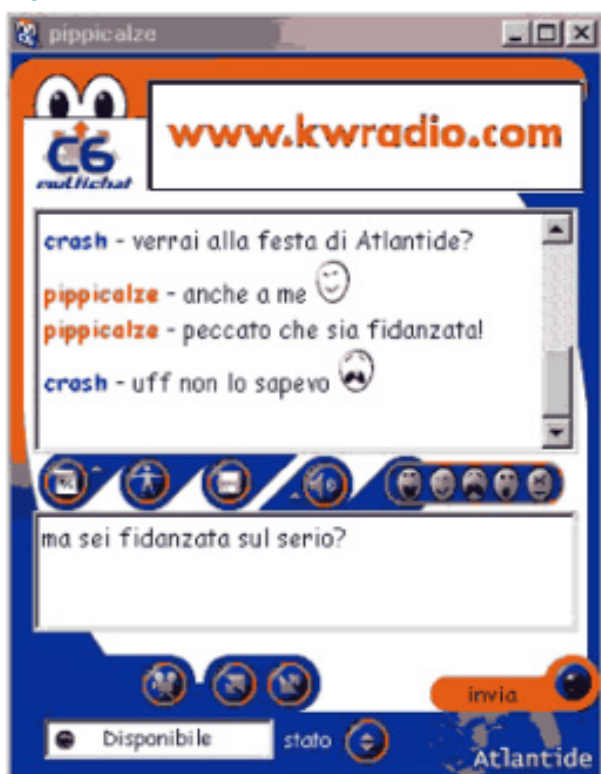 pippicalze
www.kwradio.com
C6
multichat
crash - verrai alla festa di Atlantide?
pippicalze - anche a me
pippicalze - peccato che sia fidanzata!
crash - uff non lo sapevo
ma sei fidanzata sul serio?
invia
Disponibile
stato
Atlantide